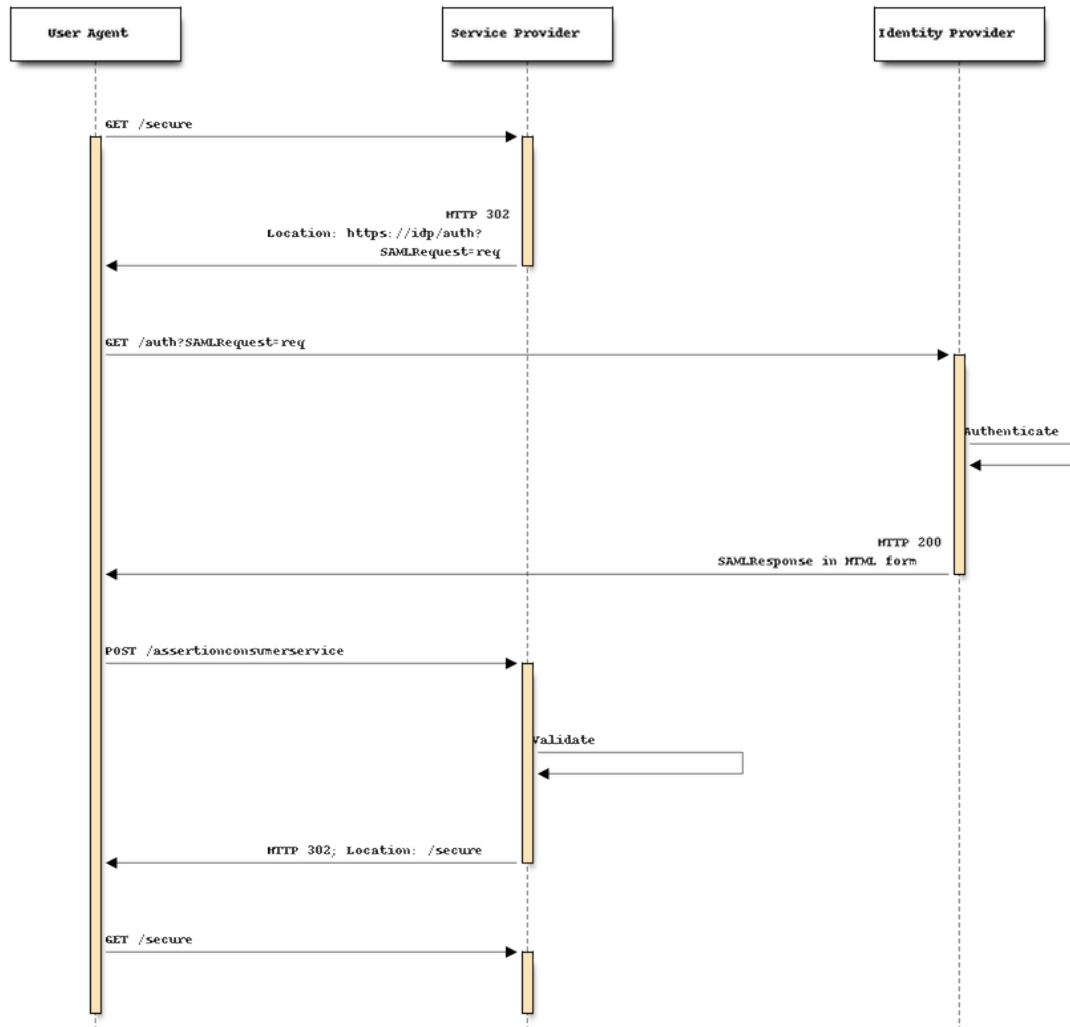 User Agent
Service Provider
Identity Provider
GET /secure
HTTP 302
Location: https://idp/auth?
SAMLRequest=req
GET /auth?SAMLRequest=req
Authenticate
HTTP 200
SAMLResponse in HTML form
POST /assertionconsumerservice
Validate
HTTP 302; Location: /secure
GET /secure